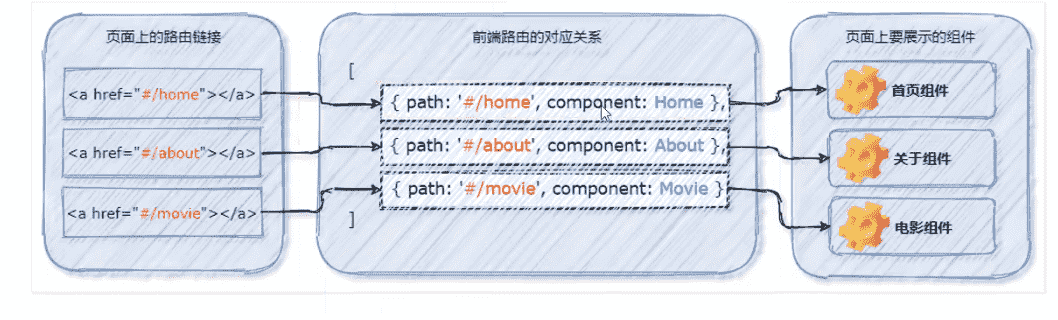 页面上的路由链接
<a href="#/home"></a>
<a href="#/about"></a>
<a href="#/movie"></a>
前端路由的对应关系
[
{ path: '#/home', component: Home },
{ path: '#/about', component: About },
{ path: '#/movie', component: Movie }
]
页面上要展示的组件
首页组件
关于组件
电影组件